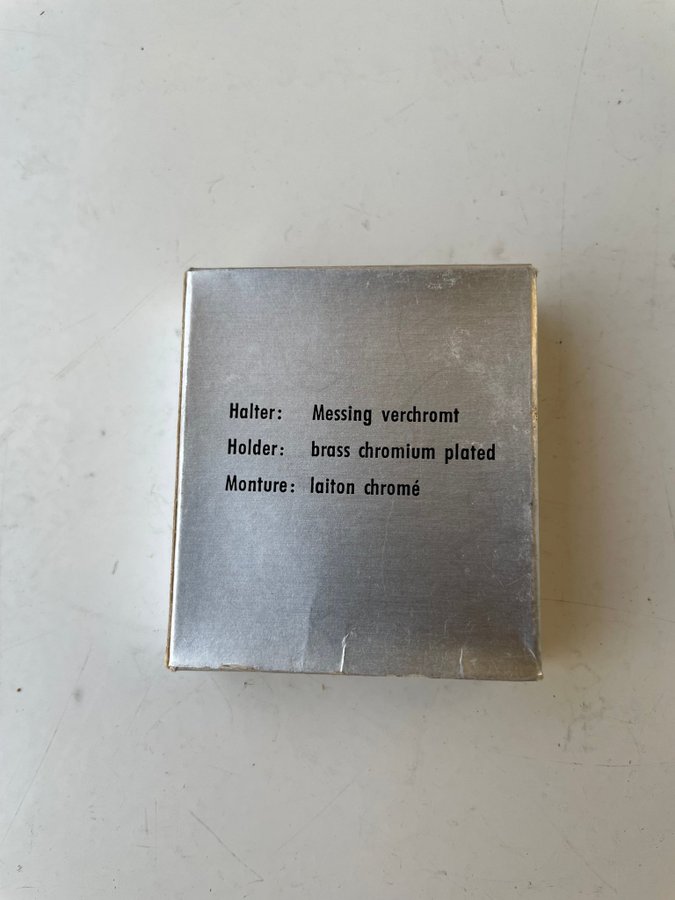 Halter: Messing verchromt
Holder: brass chromium plated
Monture: laiton chromé